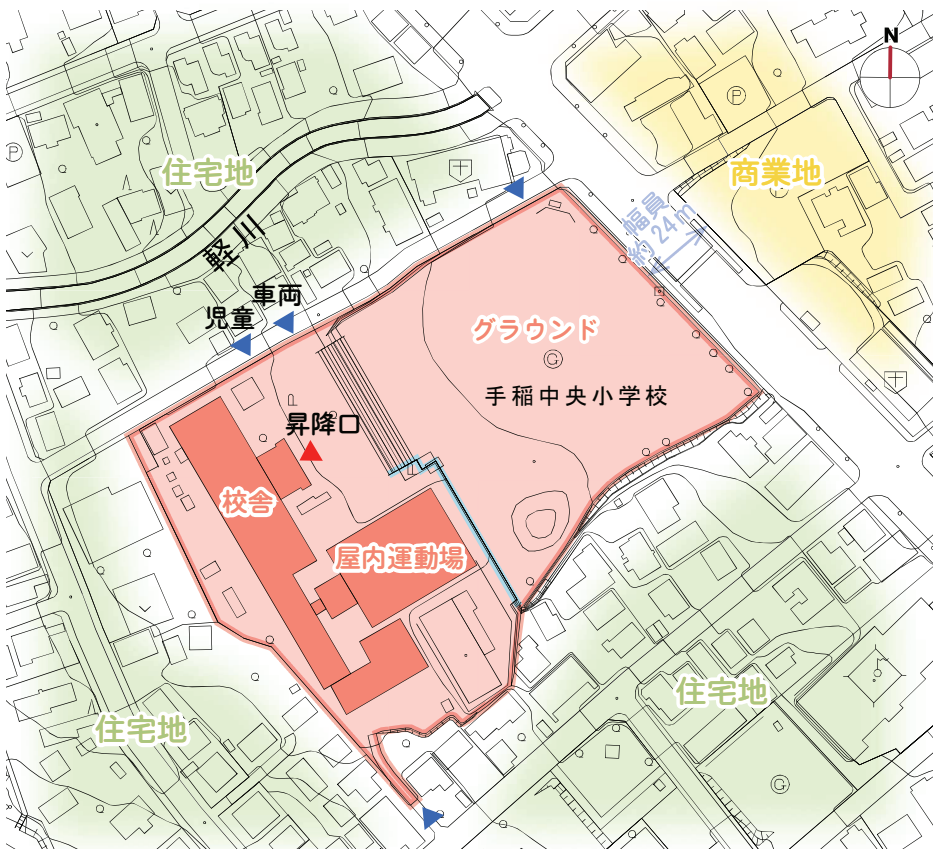 N
P
住宅地
商業地
P
幅員
約24m
軽川
車両
児童
グラウンド
G
手稲中央小学校
昇降口
校舎
屋内運動場
住宅地
住宅地
G